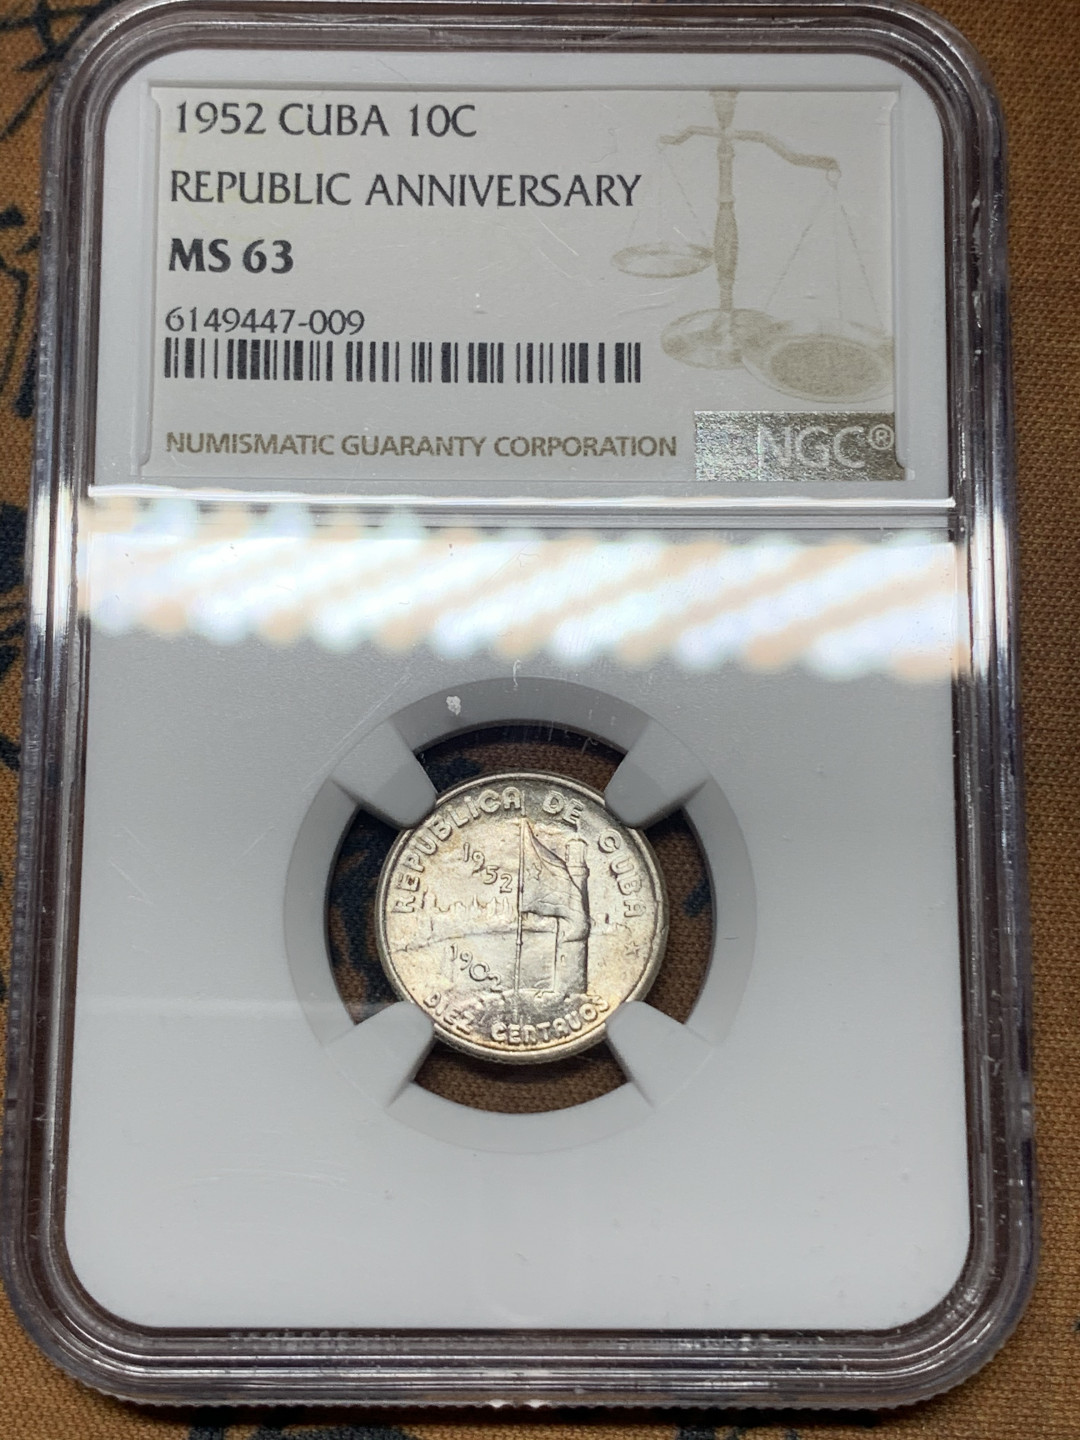 1952 CUBA 10C
REPUBLIC ANNIVERSARY
MS 63
6149447-009
NUMISMATIC GUARANTY CORPORATION
NGC®
REPUBLICA DE CUBA
1952
1902
DIEZ CENTAVOS